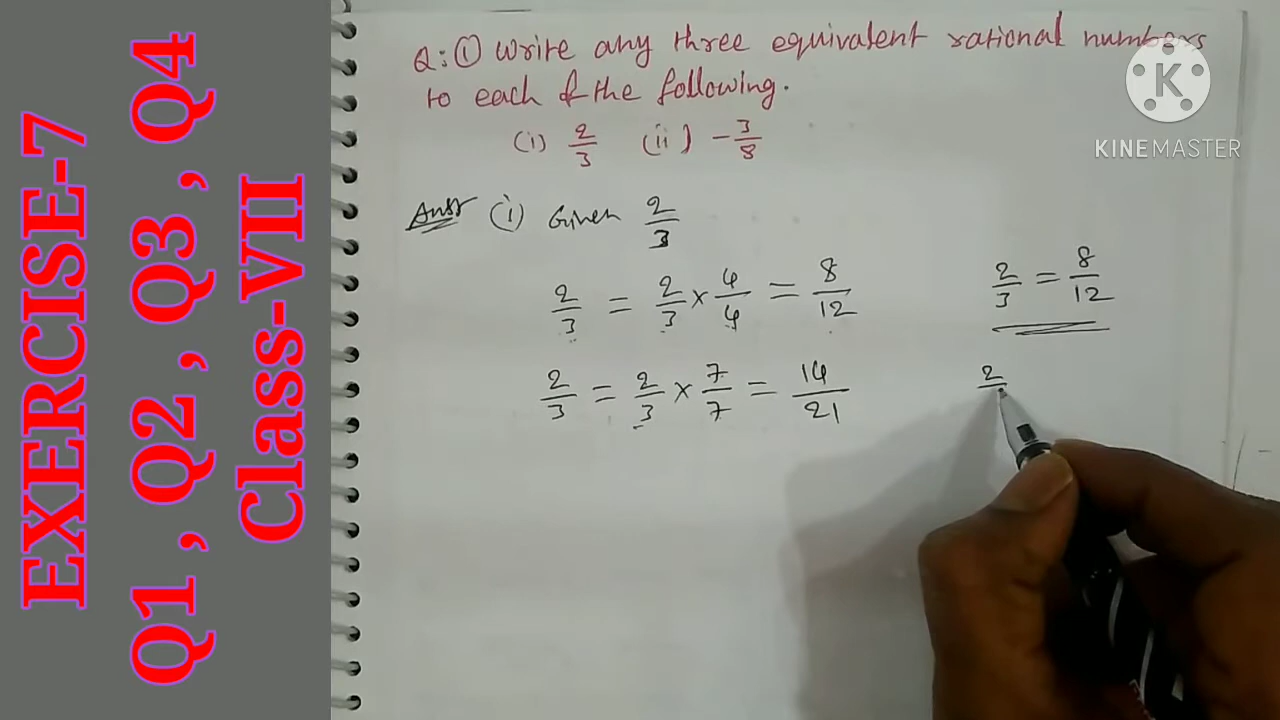 EXERCISE-7
Q1 , Q2 , Q3 , Q4
Class-VII
Q: ① Write any three equivalent rational numbers
to each of the following.
(i) 2/3 (ii) -3/8
Ans: (i) Given 2/3
2/3 = 2/3 × 4/4 = 8/12
2/3 = 8/12
2/3 = 2/3 × 7/7 = 14/21
2
KINEMASTER